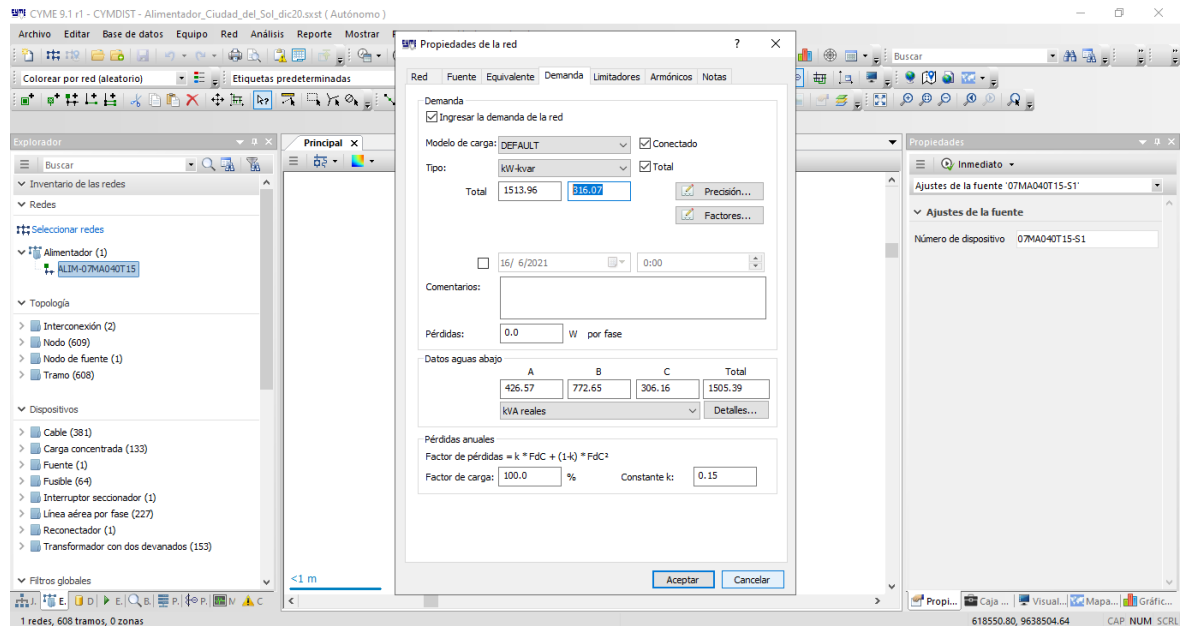 CYME 9.1 r1 - CYMDIST - Alimentador_Ciudad_del_Sol_dic20.sxst ( Autónomo )
Archivo Editar Base de datos Equipo Red Análisis Reporte Mostrar
Buscar
Colorear por red (aleatorio) Etiquetas predeterminadas
Explorador
Buscar
Inventario de las redes
Redes
Seleccionar redes
Alimentador (1)
ALIM-07MA040T15
Topología
Interconexión (2)
Nodo (609)
Nodo de fuente (1)
Tramo (608)
Dispositivos
Cable (381)
Carga concentrada (133)
Fuente (1)
Fusible (64)
Interruptor seccionador (1)
Línea aérea por fase (227)
Reconectador (1)
Transformador con dos devanados (153)
Filtros globales
J. E. D E. B. P. P. N C
1 redes, 608 tramos, 0 zonas
Principal
<1 m
Propiedades de la red
Red Fuente Equivalente Demanda Limitadores Armónicos Notas
Demanda
Ingresar la demanda de la red
Modelo de carga: DEFAULT Conectado
Tipo: kW-kvar Total
Total 1513.96 316.07 Precisión...
Factores...
16/ 6/2021 0:00
Comentarios:
Pérdidas: 0.0 W por fase
Datos aguas abajo
A B C Total
426.57 772.65 306.16 1505.39
kVA reales Detalles...
Pérdidas anuales
Factor de pérdidas = k * FdC + (1-k) * FdC²
Factor de carga: 100.0 % Constante k: 0.15
Aceptar Cancelar
Propiedades
Inmediato
Ajustes de la fuente '07MA040T15-S1'
Ajustes de la fuente
Número de dispositivo 07MA040T15-S1
Propi... Caja ... Visual... Mapa... Gráfic...
618550.80, 9638504.64 CAP NUM SCRL